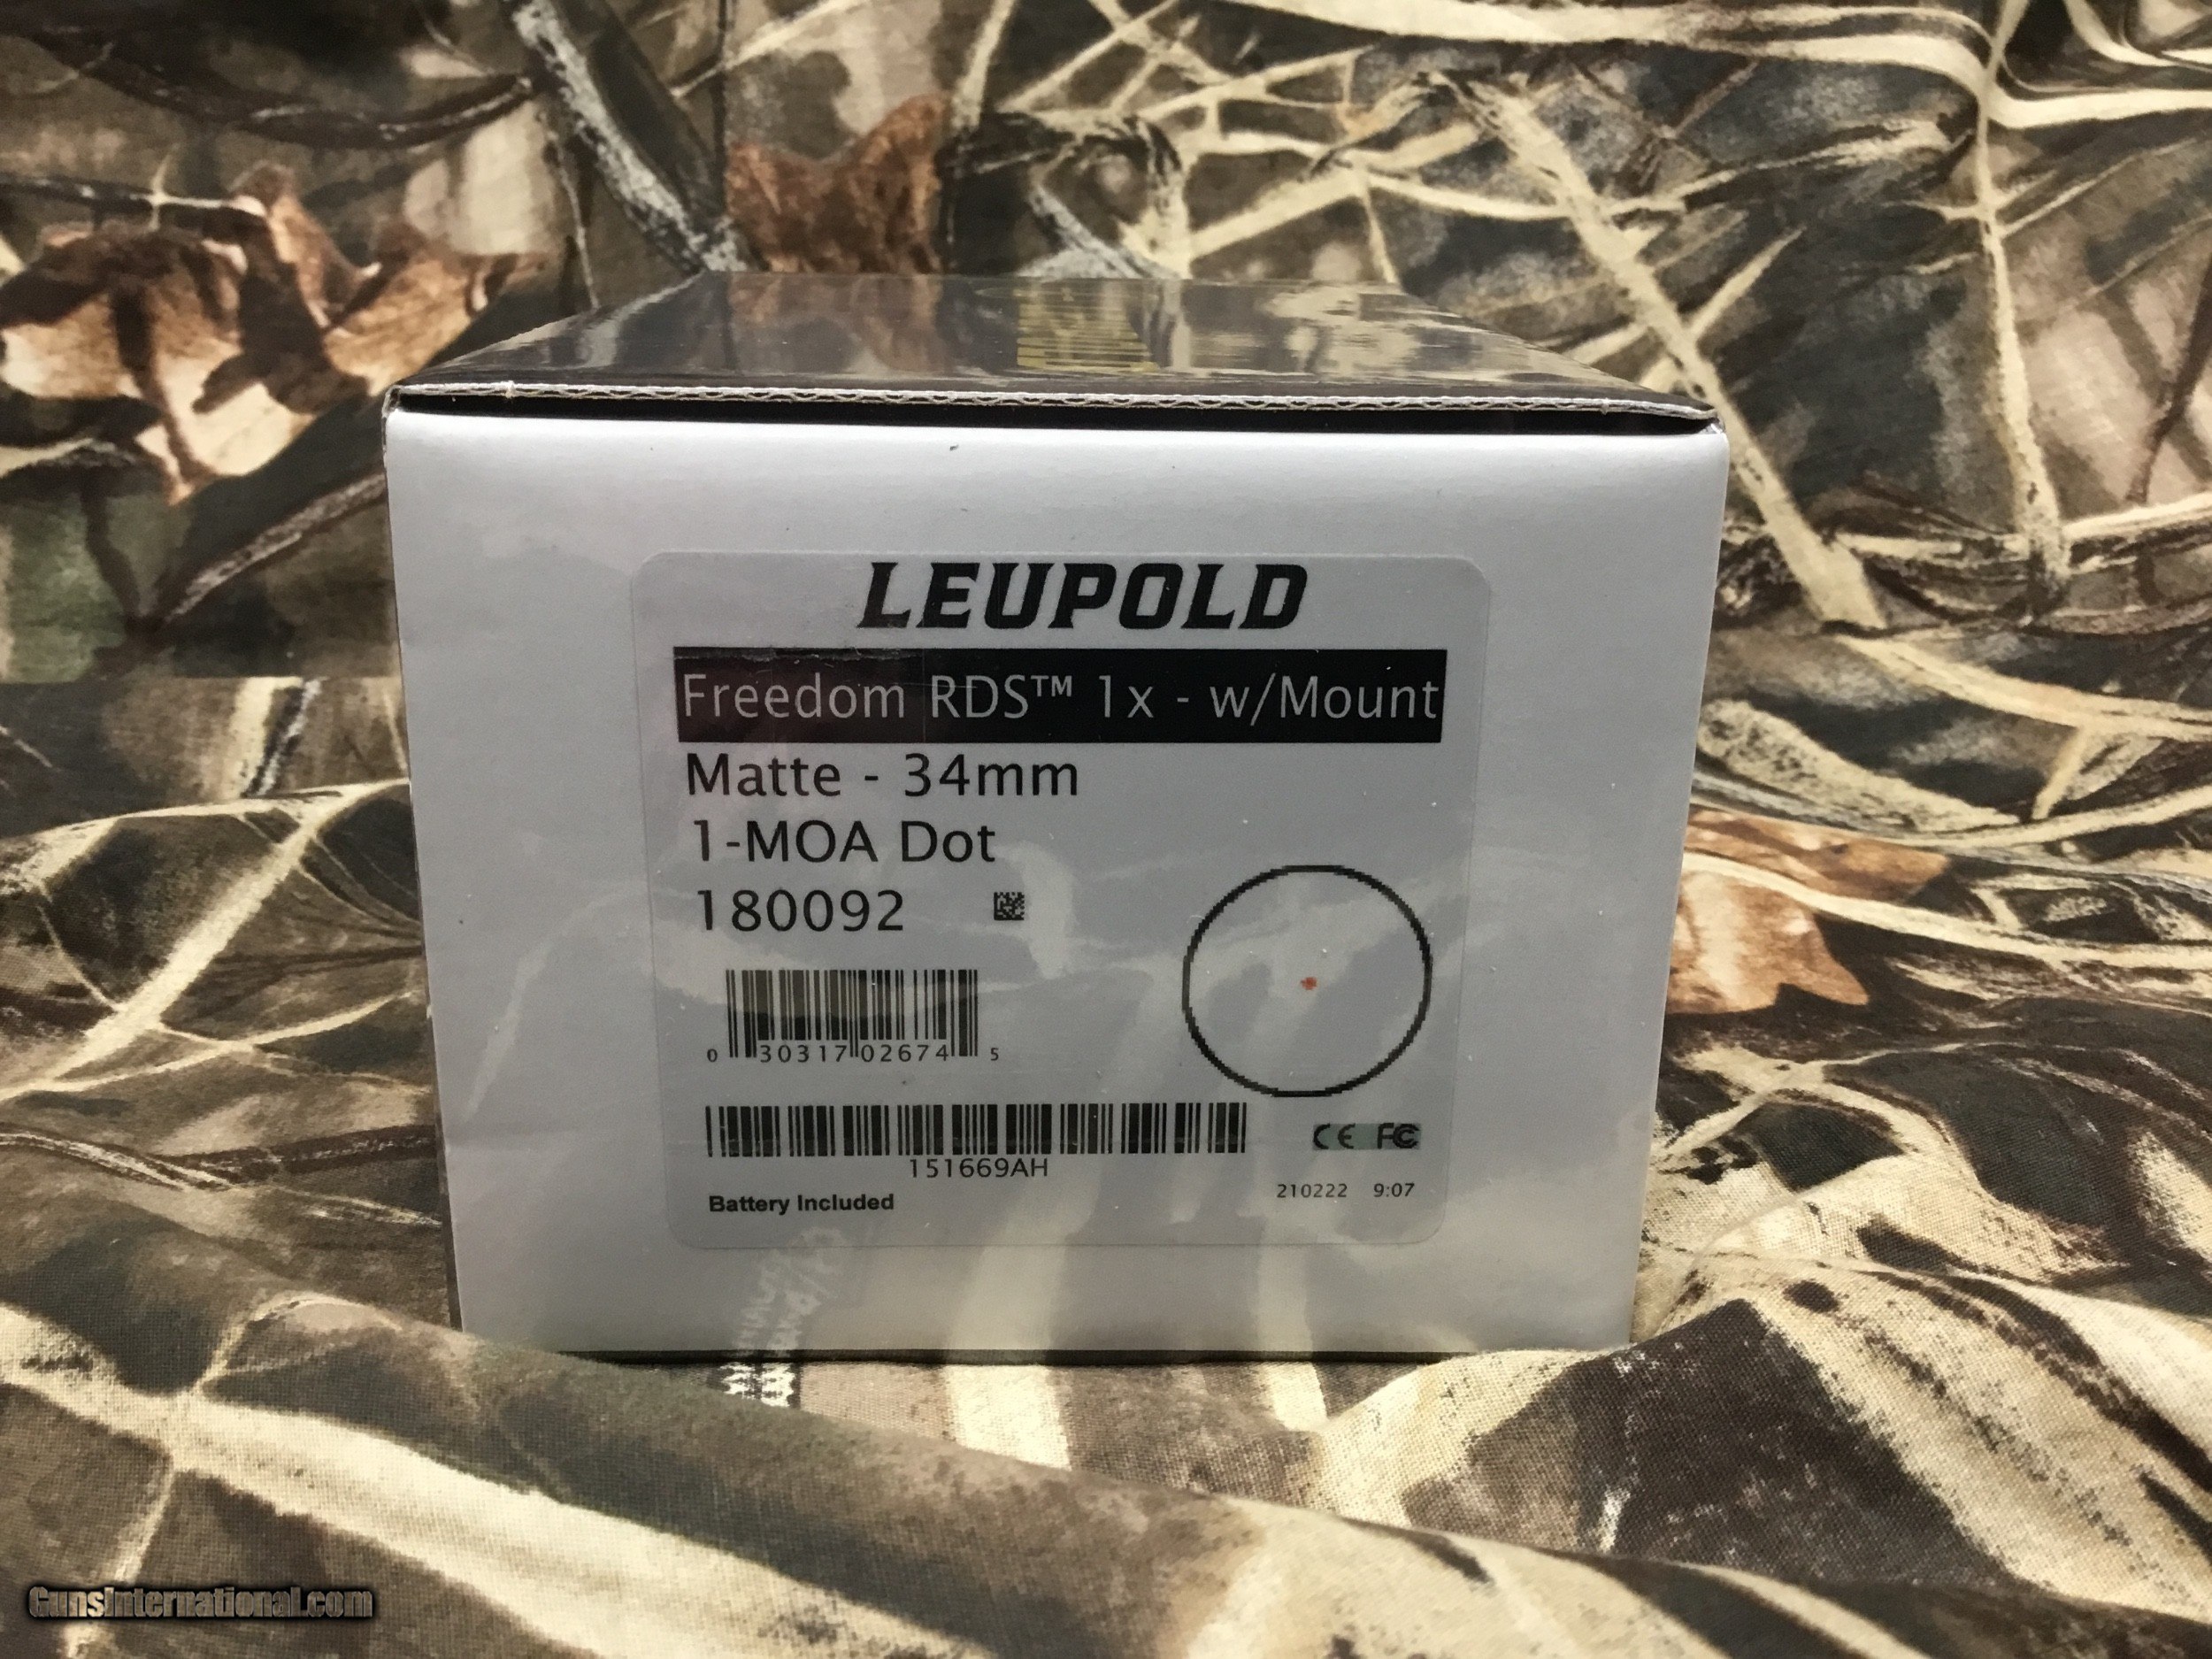 LEUPOLD
Freedom RDS™ 1x - w/Mount
Matte - 34mm
1-MOA Dot
180092
0 30317 02674 5
151669AH
CE FC
Battery Included
210222 9:07
GunsInternational.com